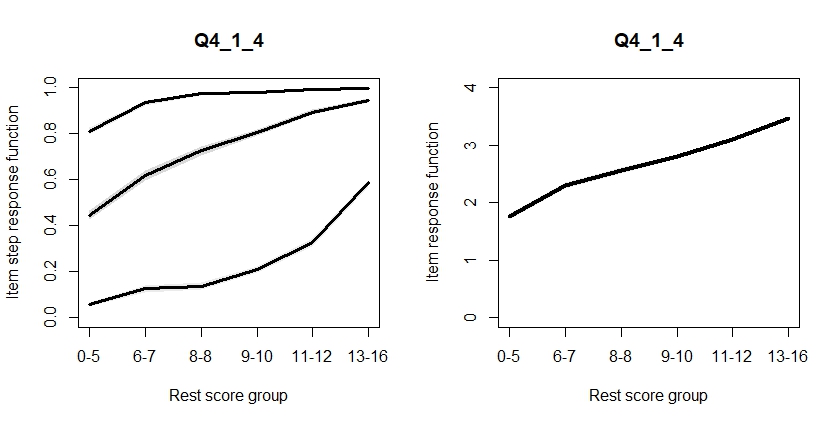 Q4_1_4
Item step response function
1.0
0.8
0.6
0.4
0.2
0.0
0-5 6-7 8-8 9-10 11-12 13-16
Rest score group
Q4_1_4
Item response function
4
3
2
1
0
0-5 6-7 8-8 9-10 11-12 13-16
Rest score group